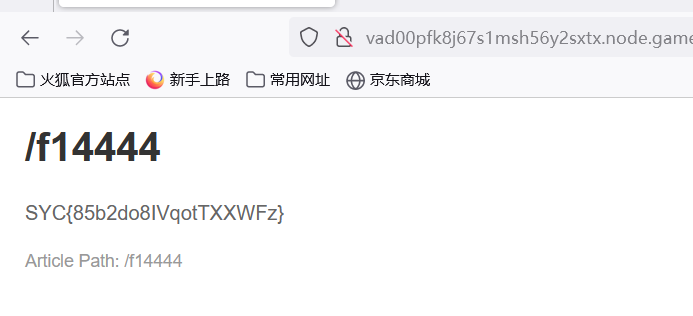 vad00pfk8j67s1msh56y2sxtx.node.game
火狐官方站点 新手上路 常用网址 京东商城
/f14444
SYC{85b2do8IVqotTXXWFz}
Article Path: /f14444